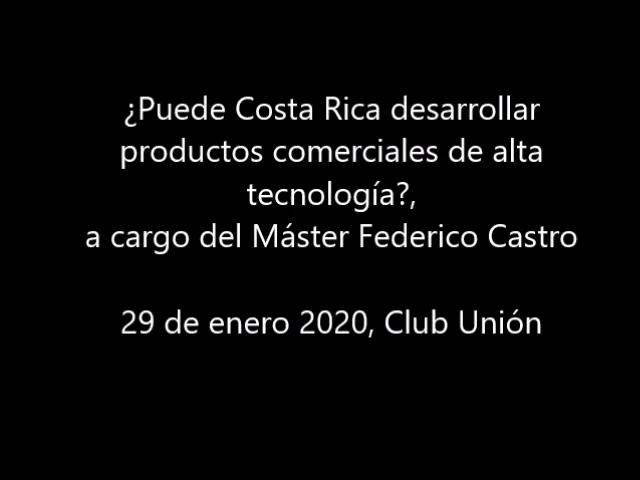 ¿Puede Costa Rica desarrollar
productos comerciales de alta
tecnología?,
a cargo del Máster Federico Castro
29 de enero 2020, Club Unión